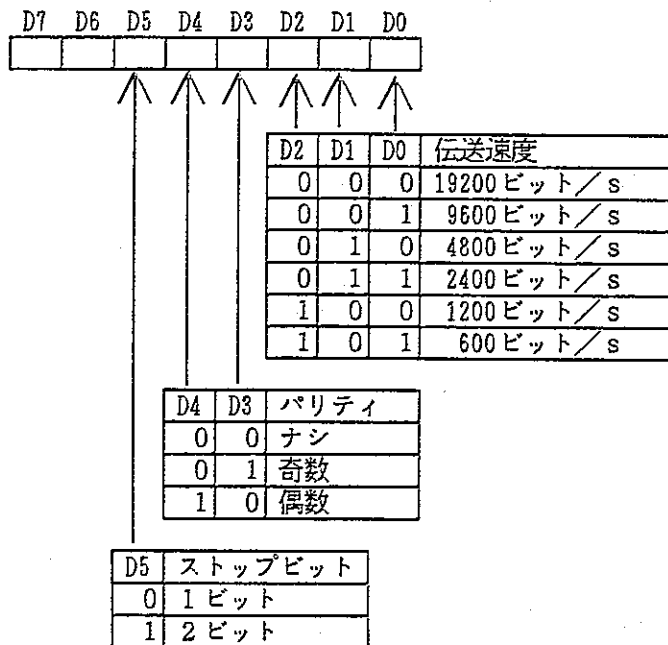 D7 D6 D5 D4 D3 D2 D1 D0
D2 D1 D0 伝送速度
0 0 0 19200ビット/s
0 0 1 9600ビット/s
0 1 0 4800ビット/s
0 1 1 2400ビット/s
1 0 0 1200ビット/s
1 0 1 600ビット/s
D4 D3 パリティ
0 0 ナシ
0 1 奇数
1 0 偶数
D5 ストップビット
0 1ビット
1 2ビット